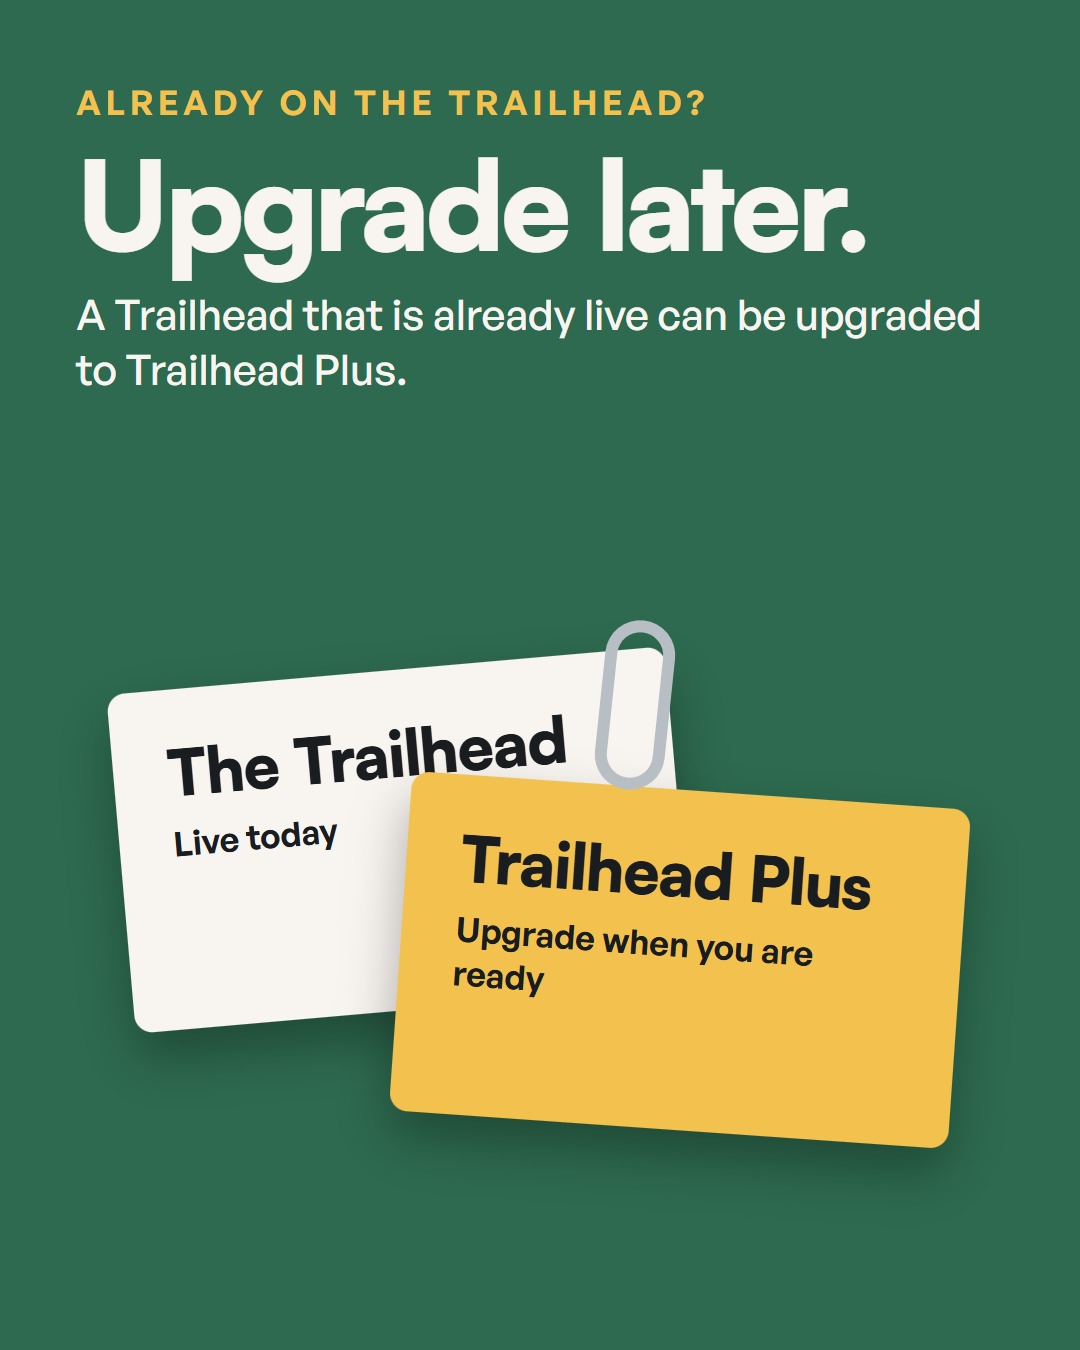 ALREADY ON THE TRAILHEAD?
Upgrade later.
A Trailhead that is already live can be upgraded
to Trailhead Plus.
The Trailhead
Live today
Trailhead Plus
Upgrade when you are
ready